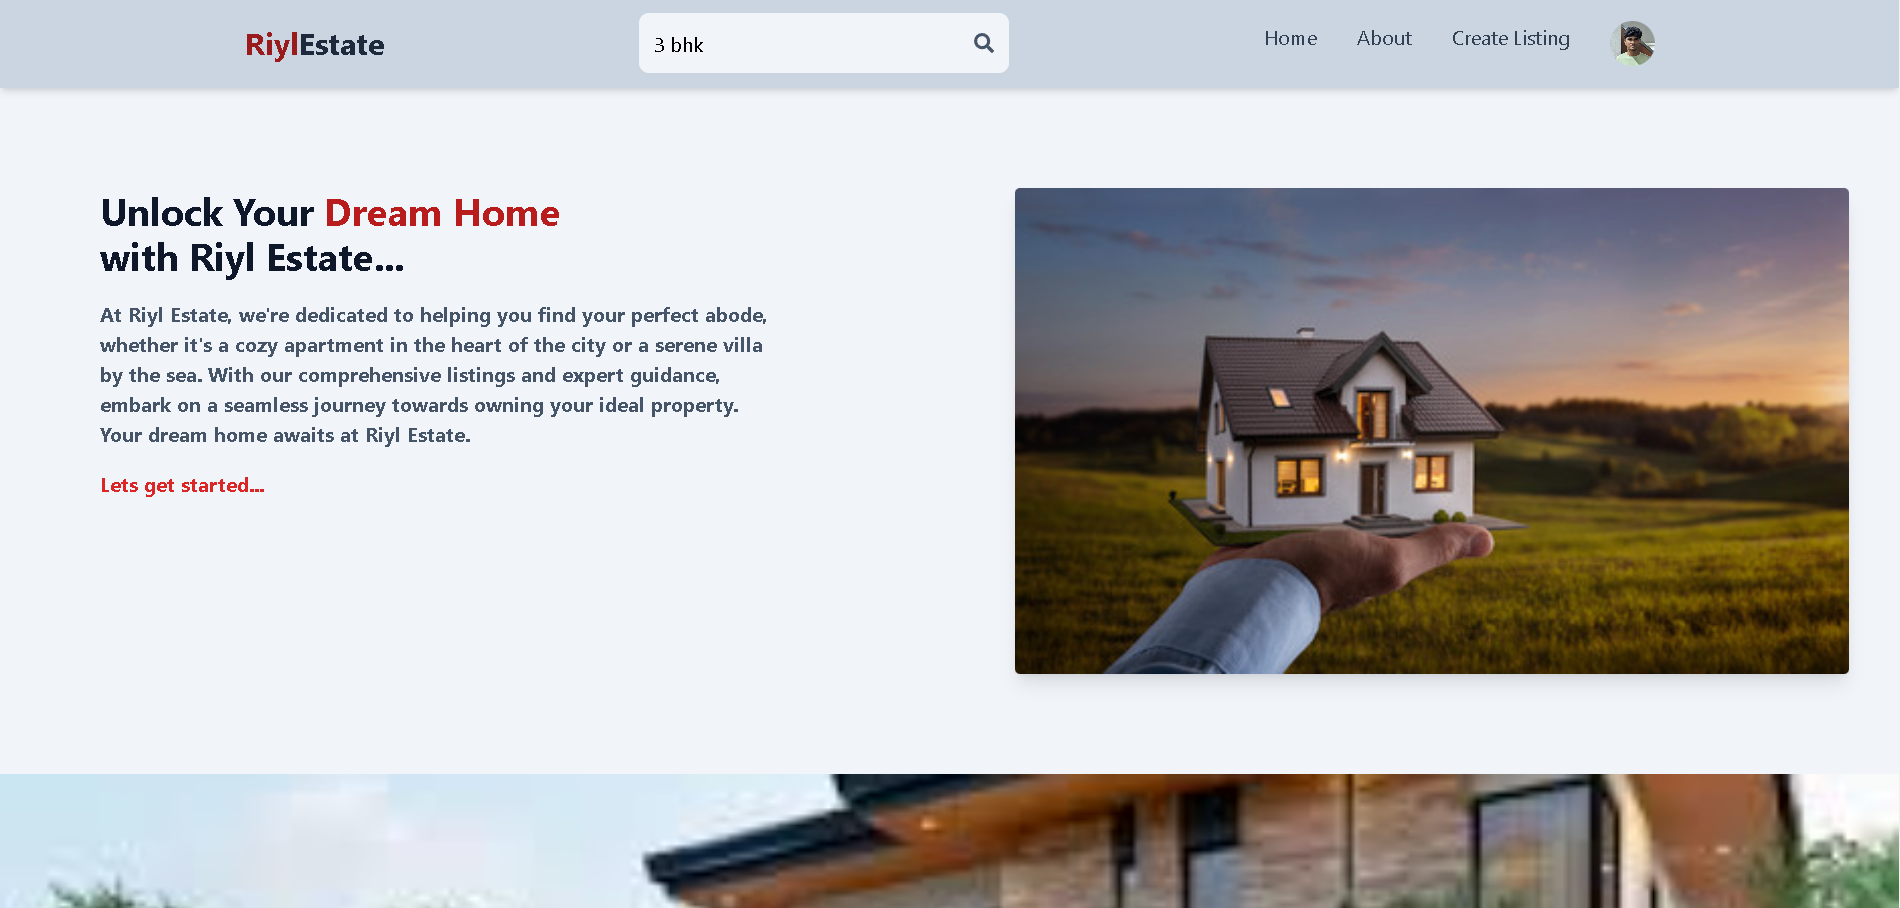 RiylEstate
3 bhk
Home
About
Create Listing
Unlock Your Dream Home
with Riyl Estate...
At Riyl Estate, we're dedicated to helping you find your perfect abode,
whether it's a cozy apartment in the heart of the city or a serene villa
by the sea. With our comprehensive listings and expert guidance,
embark on a seamless journey towards owning your ideal property.
Your dream home awaits at Riyl Estate.
Lets get started...